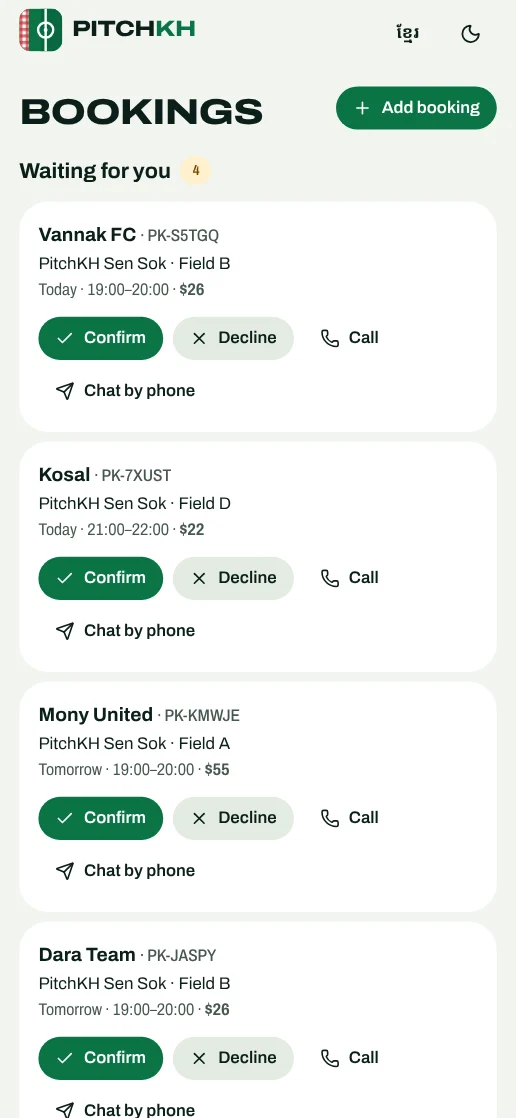 PITCHKH
ខ្មែរ
BOOKINGS
Add booking
Waiting for you 4
Vannak FC · PK-S5TGQ
PitchKH Sen Sok · Field B
Today · 19:00–20:00 · $26
Confirm Decline Call
Chat by phone
Kosal · PK-7XUST
PitchKH Sen Sok · Field D
Today · 21:00–22:00 · $22
Confirm Decline Call
Chat by phone
Mony United · PK-KMWJE
PitchKH Sen Sok · Field A
Tomorrow · 19:00–20:00 · $55
Confirm Decline Call
Chat by phone
Dara Team · PK-JASPY
PitchKH Sen Sok · Field B
Tomorrow · 19:00–20:00 · $26
Confirm Decline Call
Chat by phone